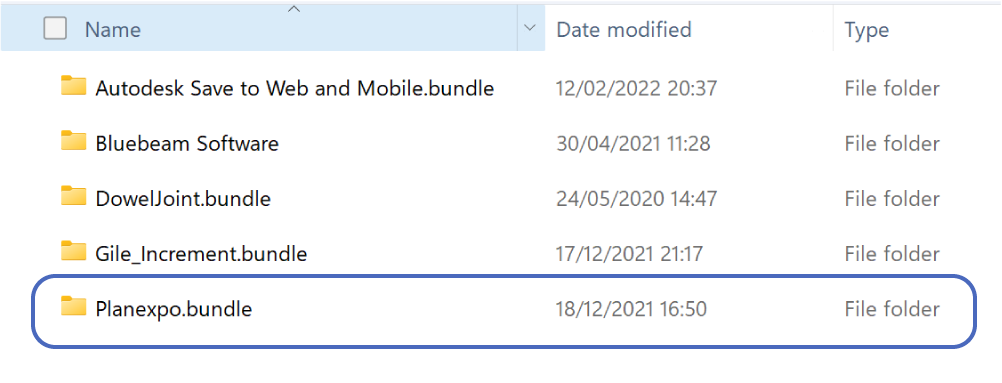 Name Date modified Type
Autodesk Save to Web and Mobile.bundle 12/02/2022 20:37 File folder
Bluebeam Software 30/04/2021 11:28 File folder
DowelJoint.bundle 24/05/2020 14:47 File folder
Gile_Increment.bundle 17/12/2021 21:17 File folder
Planexpo.bundle 18/12/2021 16:50 File folder